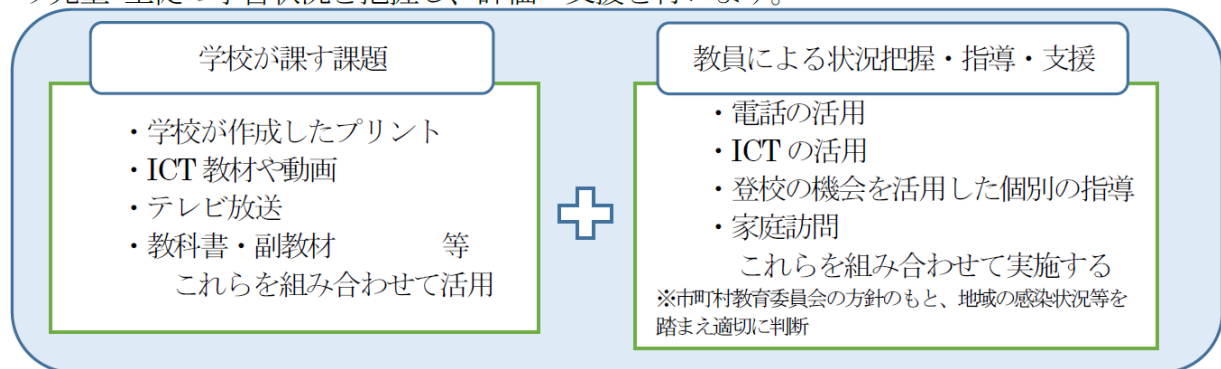 学校が課す課題
・学校が作成したプリント
・ICT 教材や動画
・テレビ放送
・教科書・副教材　　　　等
これらを組み合わせて活用
教員による状況把握・指導・支援
・電話の活用
・ICT の活用
・登校の機会を活用した個別の指導
・家庭訪問
これらを組み合わせて実施する
※市町村教育委員会の方針のもと、地域の感染状況等を
踏まえ適切に判断